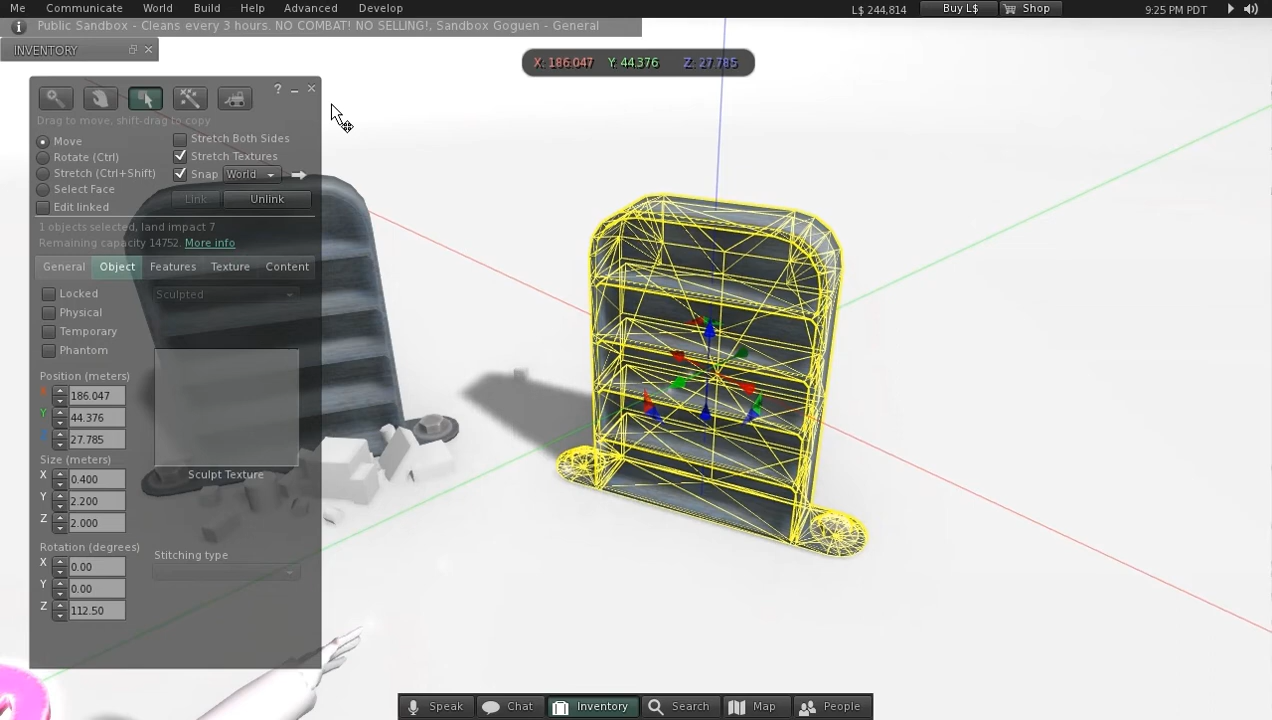 Me Communicate World Build Help Advanced Develop L$ 244,814 Buy L$ Shop 9:25 PM PDT
Public Sandbox - Cleans every 3 hours. NO COMBAT! NO SELLING!, Sandbox Goguen - General
INVENTORY
X: 186.047 Y: 44.376 Z: 27.785
?
Drag to move, shift-drag to copy
Move
Rotate (Ctrl)
Stretch (Ctrl+Shift)
Select Face
Edit linked
Stretch Both Sides
Stretch Textures
Snap World
Link Unlink
1 objects selected, land impact 7
Remaining capacity 14752. More info
General Object Features Texture Content
Locked
Physical
Temporary
Phantom
Position (meters)
X 186.047
Y 44.376
Z 27.785
Size (meters)
X 0.400
Y 2.200
Z 2.000
Rotation (degrees)
X 0.00
Y 0.00
Z 112.50
Sculpted
Sculpt Texture
Stitching type
Speak Chat Inventory Search Map People